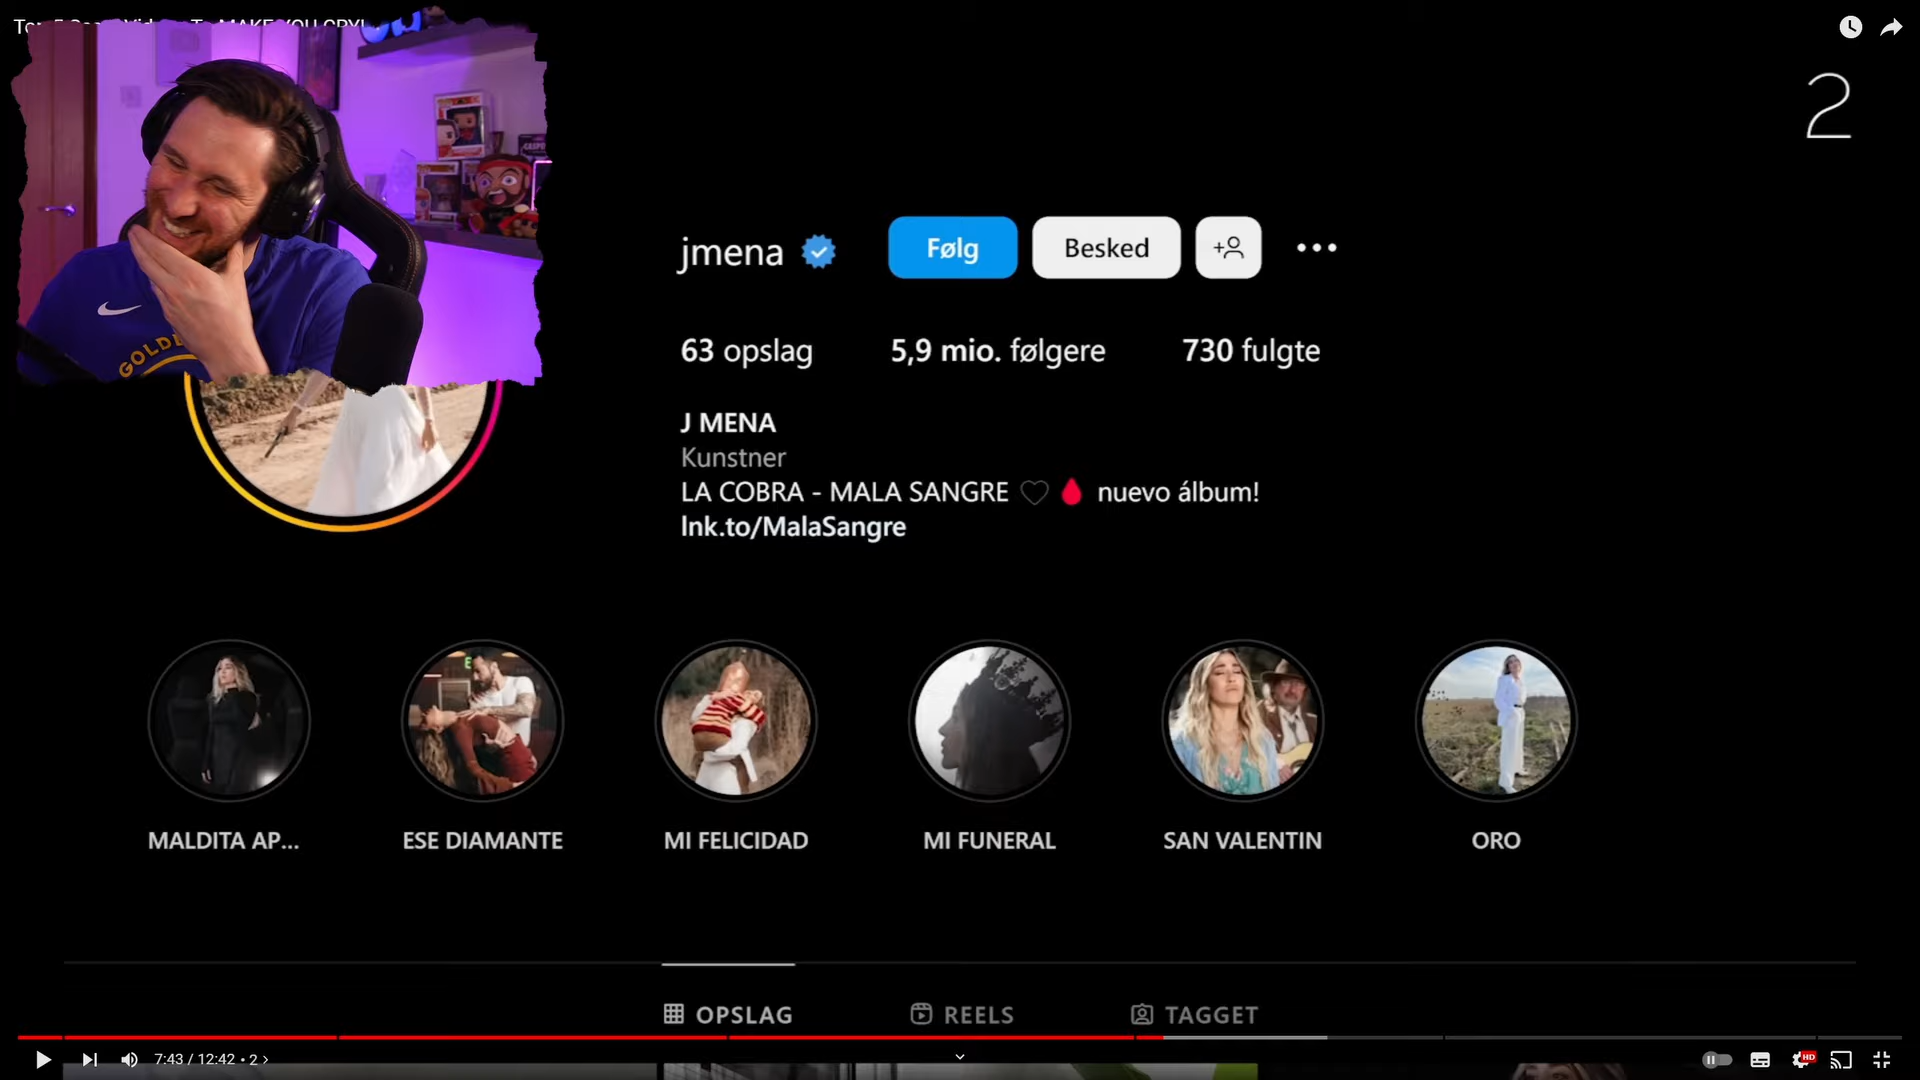 2
jmena
Følg
Besked
63 opslag
5,9 mio. følgere
730 fulgte
J MENA
Kunstner
LA COBRA - MALA SANGRE nuevo álbum!
lnk.to/MalaSangre
MALDITA AP...
ESE DIAMANTE
MI FELICIDAD
MI FUNERAL
SAN VALENTIN
ORO
OPSLAG
REELS
TAGGET
7:43 / 12:42 • 2
HD